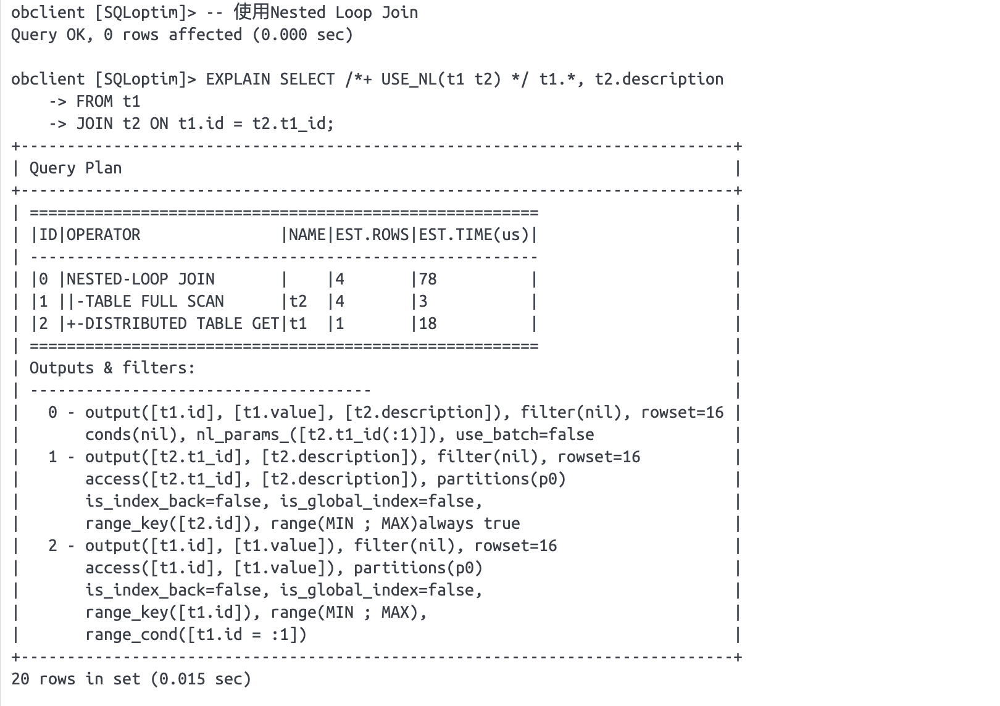 obclient [SQLoptim]> -- 使用Nested Loop Join
Query OK, 0 rows affected (0.000 sec)

obclient [SQLoptim]> EXPLAIN SELECT /*+ USE_NL(t1 t2) */ t1.*, t2.description
    -> FROM t1
    -> JOIN t2 ON t1.id = t2.t1_id;
+-----------------------------------------------------------------------------+
| Query Plan                                                                  |
+-----------------------------------------------------------------------------+
| =======================================================                     |
| |ID|OPERATOR               |NAME|EST.ROWS|EST.TIME(us)|                     |
| -------------------------------------------------------                     |
| |0 |NESTED-LOOP JOIN       |    |4       |78          |                     |
| |1 ||-TABLE FULL SCAN      |t2  |4       |3           |                     |
| |2 |+-DISTRIBUTED TABLE GET|t1  |1       |18          |                     |
| =======================================================                     |
| Outputs & filters:                                                          |
| -------------------------------------                                       |
|   0 - output([t1.id], [t1.value], [t2.description]), filter(nil), rowset=16 |
|       conds(nil), nl_params_([t2.t1_id(:1)]), use_batch=false               |
|   1 - output([t2.t1_id], [t2.description]), filter(nil), rowset=16          |
|       access([t2.t1_id], [t2.description]), partitions(p0)                  |
|       is_index_back=false, is_global_index=false,                           |
|       range_key([t2.id]), range(MIN ; MAX)always true                       |
|   2 - output([t1.id], [t1.value]), filter(nil), rowset=16                   |
|       access([t1.id], [t1.value]), partitions(p0)                           |
|       is_index_back=false, is_global_index=false,                           |
|       range_key([t1.id]), range(MIN ; MAX),                                 |
|       range_cond([t1.id = :1])                                              |
+-----------------------------------------------------------------------------+
20 rows in set (0.015 sec)